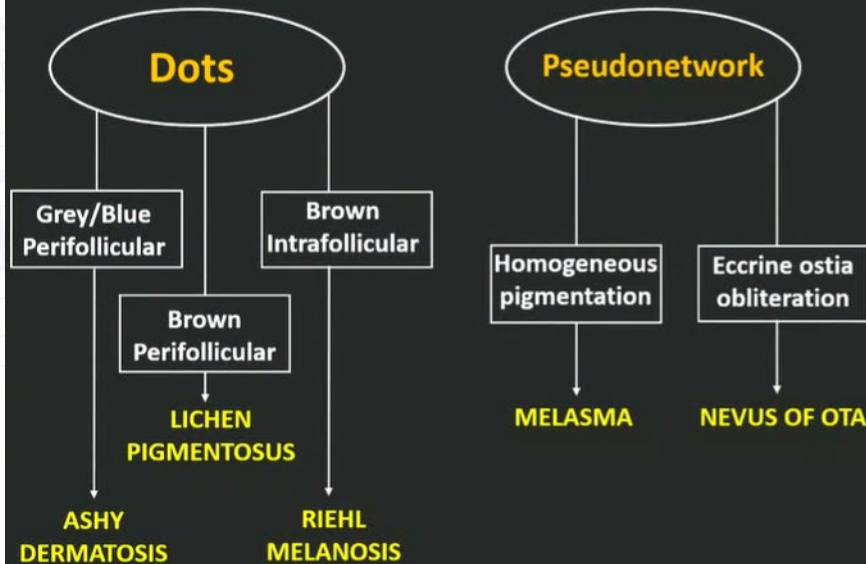 Dots
Pseudonetwork
Grey/Blue
Perifollicular
Brown
Intrafollicular
Brown
Perifollicular
Homogeneous
pigmentation
Eccrine ostia
obliteration
LICHEN
PIGMENTOSUS
MELASMA
NEVUS OF OTA
ASHY
DERMATOSIS
RIEHL
MELANOSIS